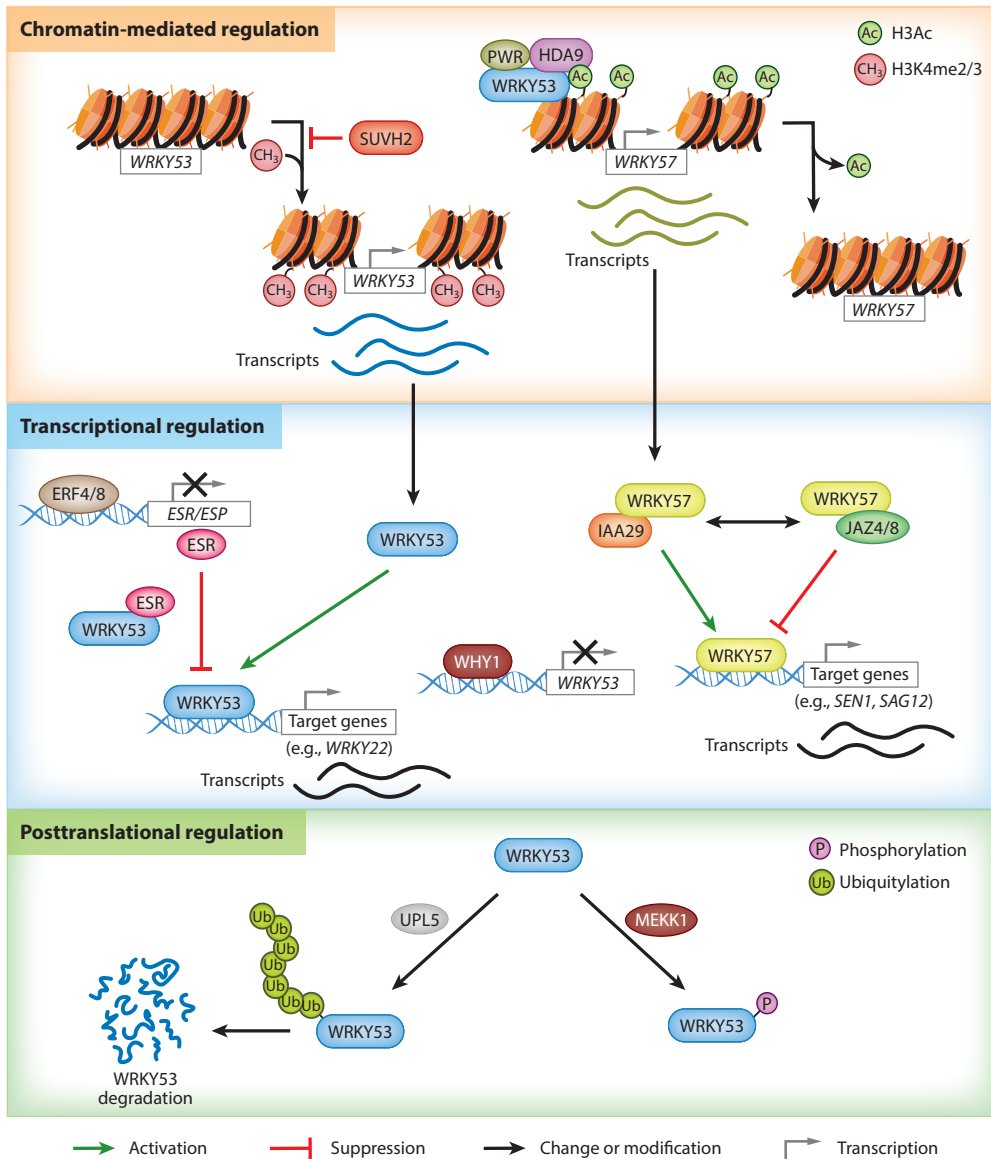 Chromatin-mediated regulation
PWR
HDA9
WRKY53
Ac
Ac
Ac
Ac
Ac H3Ac
CH3 H3K4me2/3
WRKY53
CH3
SUVH2
WRKY57
Ac
CH3
CH3
WRKY53
CH3
CH3
Transcripts
Transcripts
WRKY57
Transcriptional regulation
ERF4/8
ESR/ESP
ESR
ESR
WRKY53
WRKY53
WRKY53
Target genes
(e.g., WRKY22)
Transcripts
WHY1
WRKY53
WRKY57
IAA29
WRKY57
JAZ4/8
WRKY57
Target genes
(e.g., SEN1, SAG12)
Transcripts
Posttranslational regulation
WRKY53
P Phosphorylation
Ub Ubiquitylation
UPL5
MEKK1
Ub
Ub
Ub
Ub
Ub
Ub
Ub
WRKY53
P
WRKY53
WRKY53
degradation
Activation
Suppression
Change or modification
Transcription